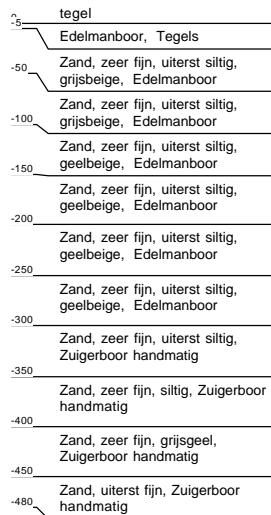 0 tegel
-5
Edelmanboor, Tegels
Zand, zeer fijn, uiterst siltig,
-50
grijsbeige, Edelmanboor
Zand, zeer fijn, uiterst siltig,
grijsbeige, Edelmanboor
-100
Zand, zeer fijn, uiterst siltig,
geelbeige, Edelmanboor
-150
Zand, zeer fijn, uiterst siltig,
geelbeige, Edelmanboor
-200
Zand, zeer fijn, uiterst siltig,
geelbeige, Edelmanboor
-250
Zand, zeer fijn, uiterst siltig,
geelbeige, Edelmanboor
-300
Zand, zeer fijn, uiterst siltig,
Zuigerboor handmatig
-350
Zand, zeer fijn, siltig, Zuigerboor
handmatig
-400
Zand, zeer fijn, grijsgeel,
Zuigerboor handmatig
-450
Zand, uiterst fijn, Zuigerboor
-480
handmatig